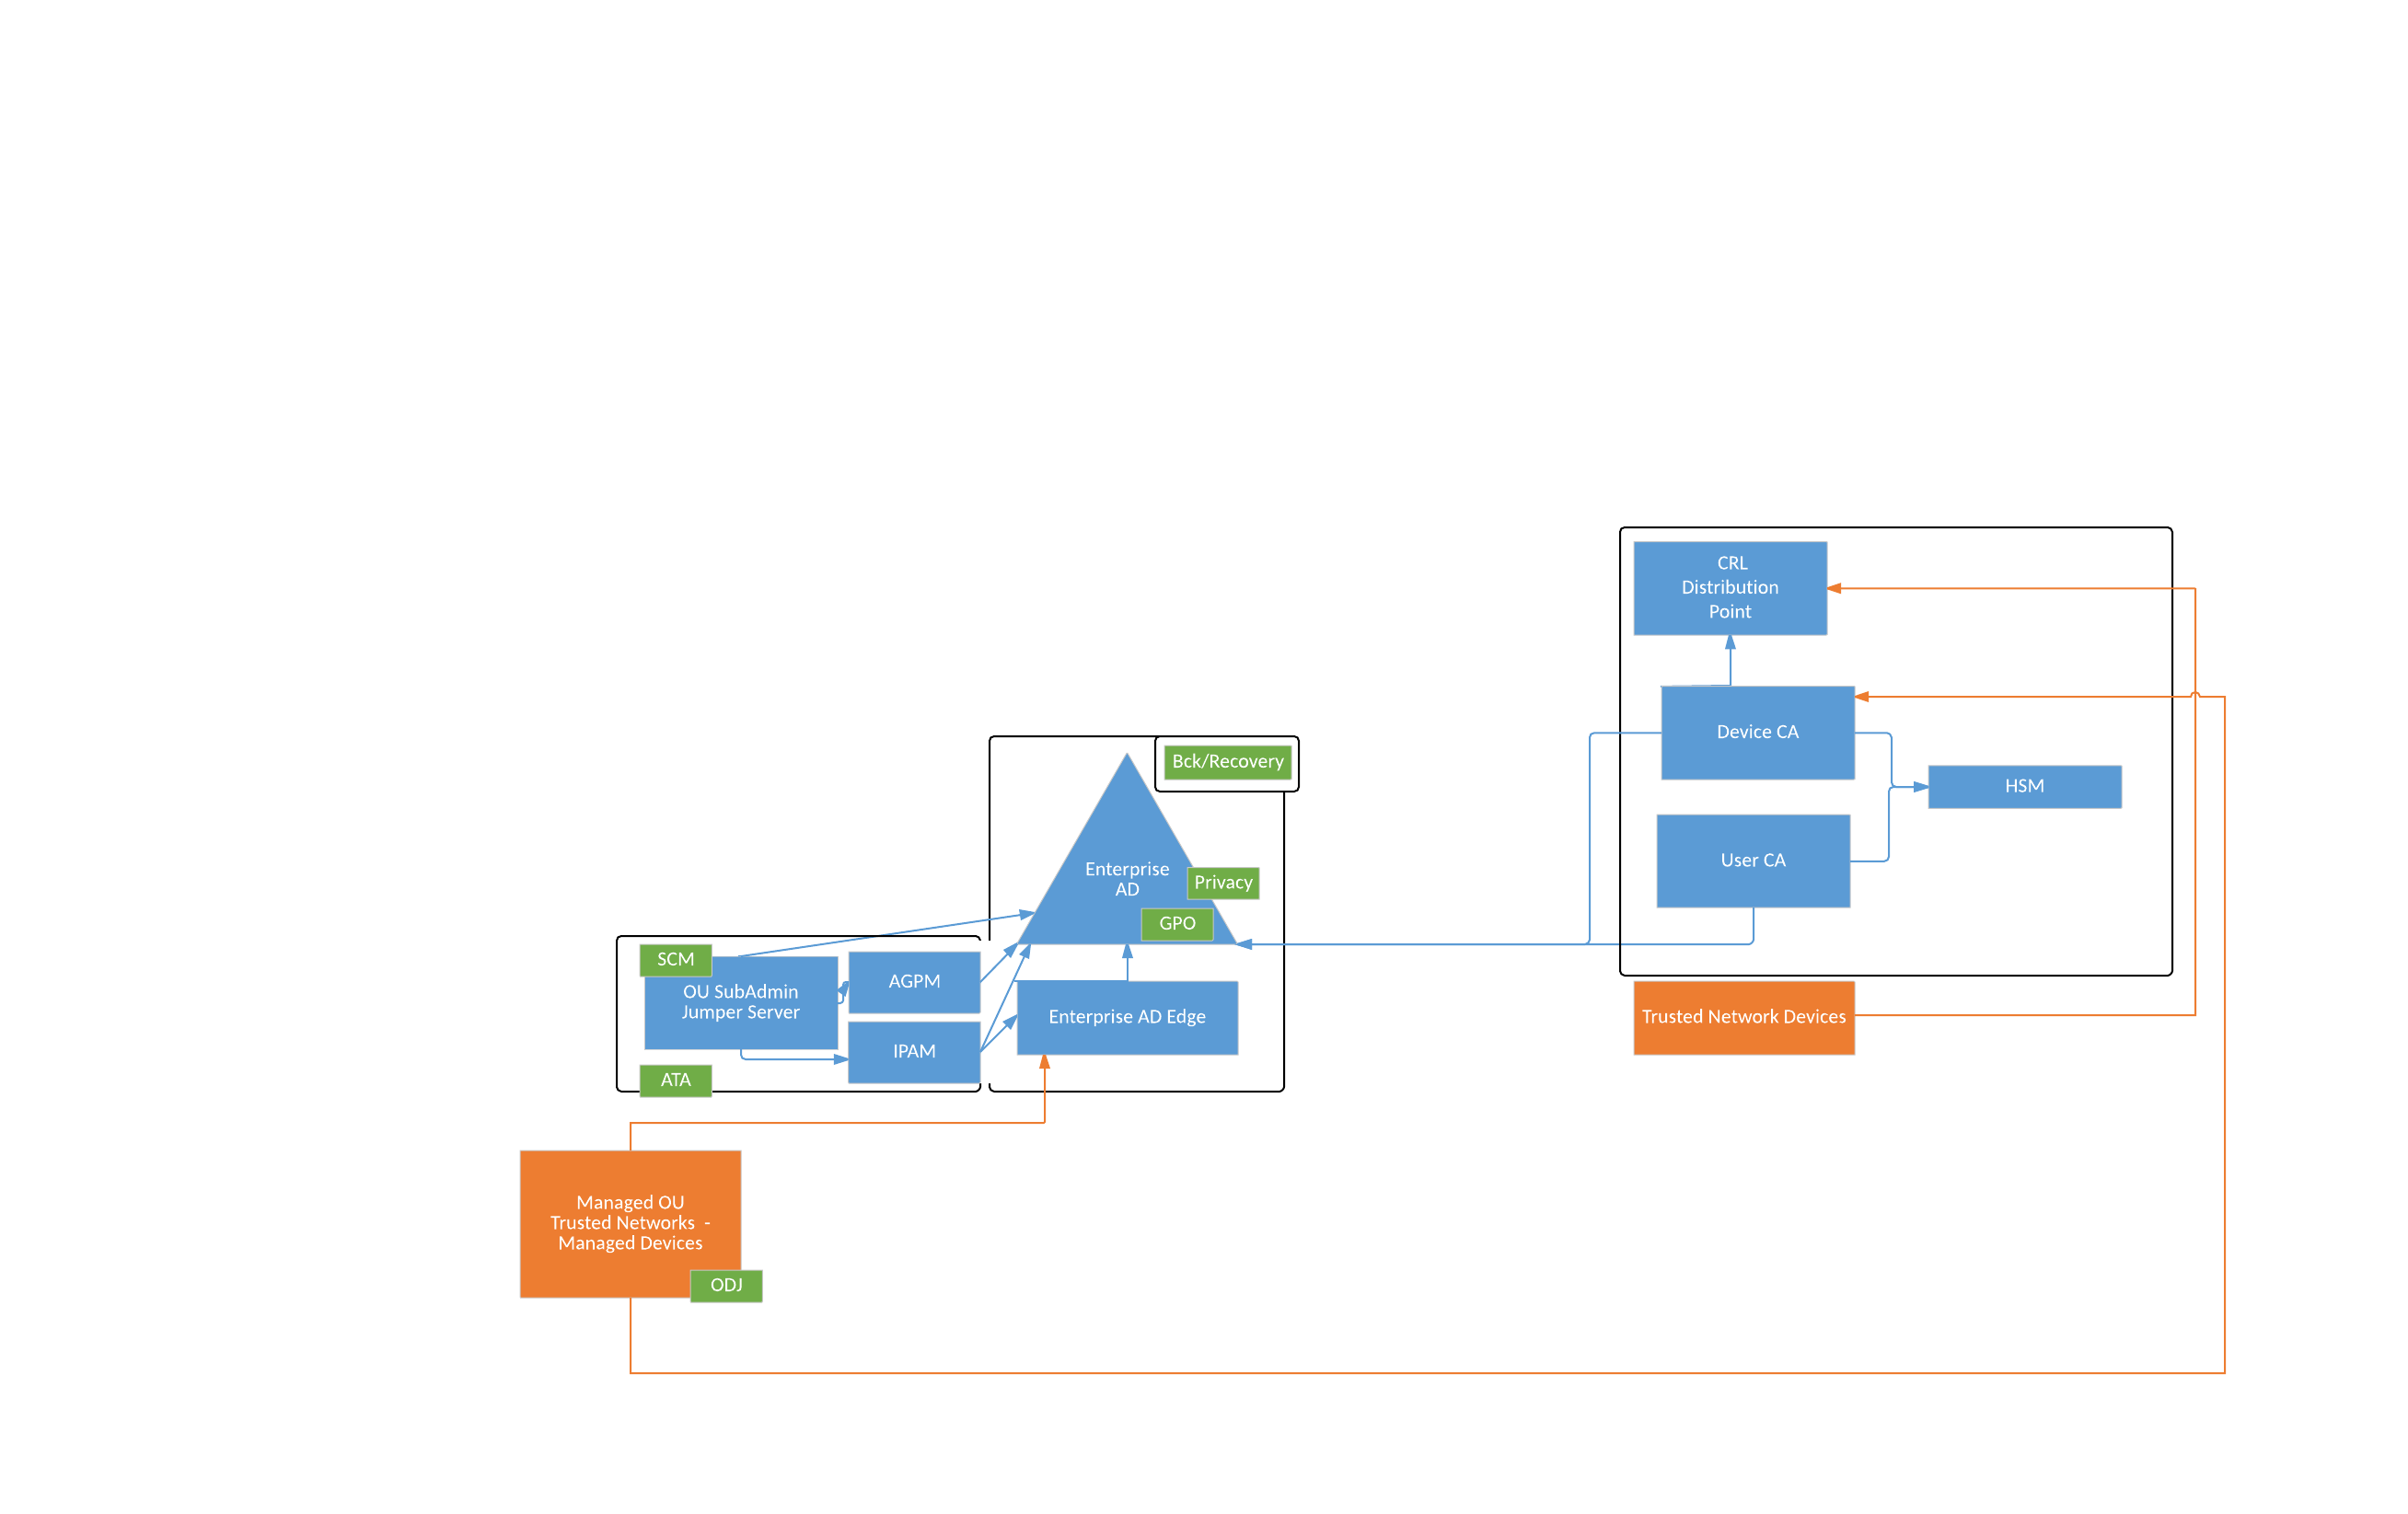 CRL
Distribution
Point
Device CA
HSM
User CA
Bck/Recovery
Enterprise
AD
Privacy
GPO
SCM
OU SubAdmin
Jumper Server
AGPM
IPAM
ATA
Enterprise AD Edge
Trusted Network Devices
Managed OU
Trusted Networks -
Managed Devices
ODJ